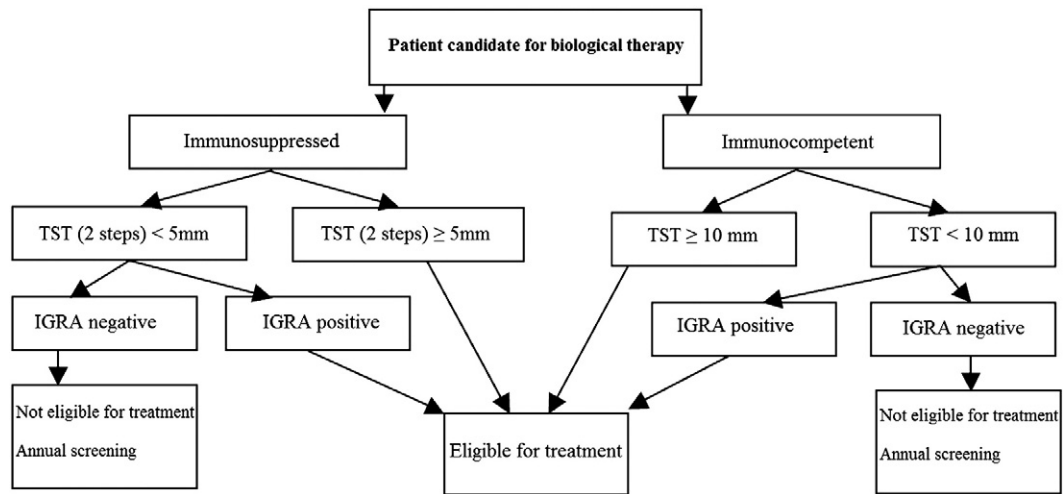 Patient candidate for biological therapy
Immunosuppressed
Immunocompetent
TST (2 steps) < 5mm
TST (2 steps) ≥ 5mm
TST ≥ 10 mm
TST < 10 mm
IGRA negative
IGRA positive
IGRA positive
IGRA negative
Not eligible for treatment
Annual screening
Eligible for treatment
Not eligible for treatment
Annual screening